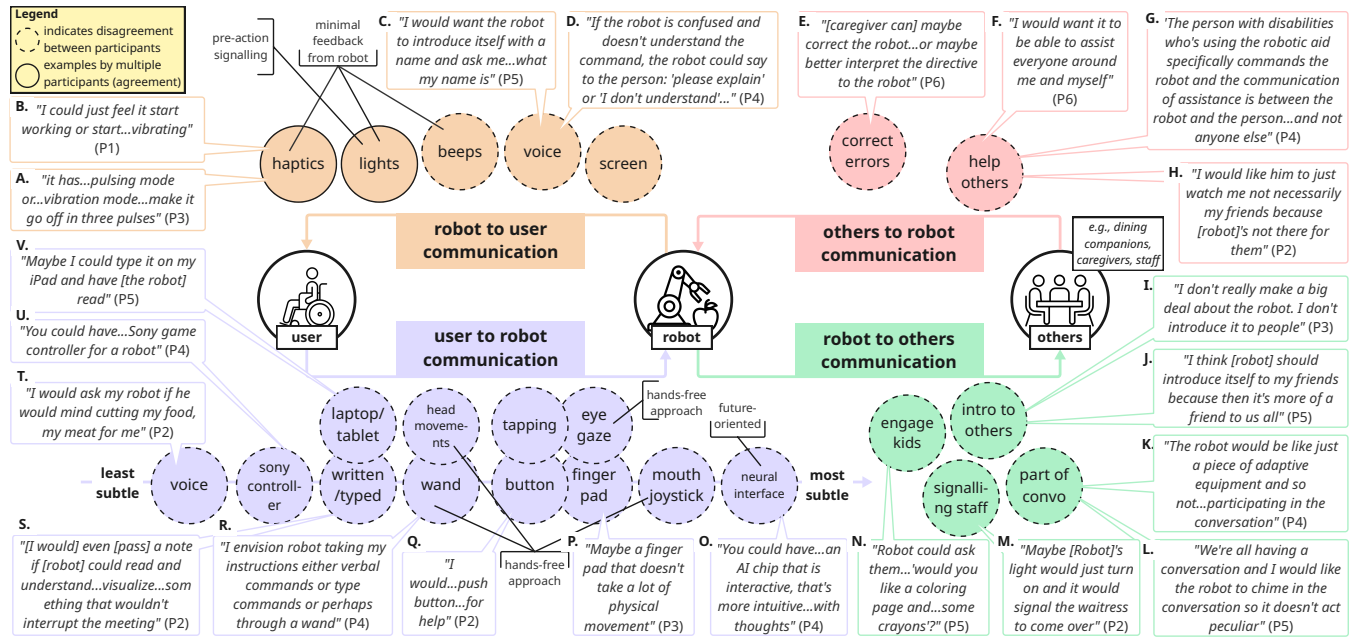 Legend
indicates disagreement
between participants
examples by multiple
participants (agreement)
pre-action
signalling
minimal
feedback
from robot
C. "I would want the robot
to introduce itself with a
name and ask me...what
my name is" (P5)
D. "If the robot is confused and
doesn't understand the
command, the robot could say
to the person: 'please explain'
or 'I don't understand'..." (P4)
E. "[caregiver can] maybe
correct the robot...or maybe
better interpret the directive
to the robot" (P6)
F. "I would want it to
be able to assist
everyone around
me and myself"
(P6)
G. 'The person with disabilities
who's using the robotic aid
specifically commands the
robot and the communication
of assistance is between the
robot and the person...and not
anyone else" (P4)
B. "I could just feel it start
working or start...vibrating"
(P1)
haptics
lights
beeps
voice
screen
correct
errors
help
others
A. "it has...pulsing mode
or...vibration mode...make it
go off in three pulses" (P3)
H. "I would like him to just
watch me not necessarily
my friends because
[robot]'s not there for
them" (P2)
robot to user
communication
others to robot
communication
e.g., dining
companions,
caregivers, staff
V.
"Maybe I could type it on my
iPad and have [the robot]
read" (P5)
U.
"You could have...Sony game
controller for a robot" (P4)
user
user to robot
communication
robot
robot to others
communication
others
I.
"I don't really make a big
deal about the robot. I don't
introduce it to people" (P3)
J.
"I think [robot] should
introduce itself to my friends
because then it's more of a
friend to us all"
(P5)
T.
"I would ask my robot if he
would mind cutting my food,
my meat for me" (P2)
laptop/
tablet
head
moveme-
nts
tapping
eye
gaze
hands-free
approach
future-
oriented
engage
kids
intro to
others
K.
"The robot would be like just
a piece of adaptive
equipment and so
not...participating in the
conversation" (P4)
least
subtle
voice
sony
controll-
er
written
/typed
wand
button
finger
pad
mouth
joystick
neural
interface
most
subtle
signalli-
ng staff
part of
convo
S.
"[I would] even [pass] a note
if [robot] could read and
understand...visualize...som
ething that wouldn't
interrupt the meeting" (P2)
R.
"I envision robot taking my
instructions either verbal
commands or type
commands or perhaps
through a wand" (P4)
Q.
"I
would...push
button...for
help" (P2)
hands-free
approach
P.
"Maybe a finger
pad that doesn't
take a lot of
physical
movement" (P3)
O.
"You could have...an
AI chip that is
interactive, that's
more intuitive...with
thoughts" (P4)
N.
"Robot could ask
them...'would you
like a coloring
page and...some
crayons'?" (P5)
M.
"Maybe [Robot]'s
light would just turn
on and it would
signal the waitress
to come over" (P2)
L.
"We're all having a
conversation and I would like
the robot to chime in the
conversation so it doesn't act
peculiar" (P5)